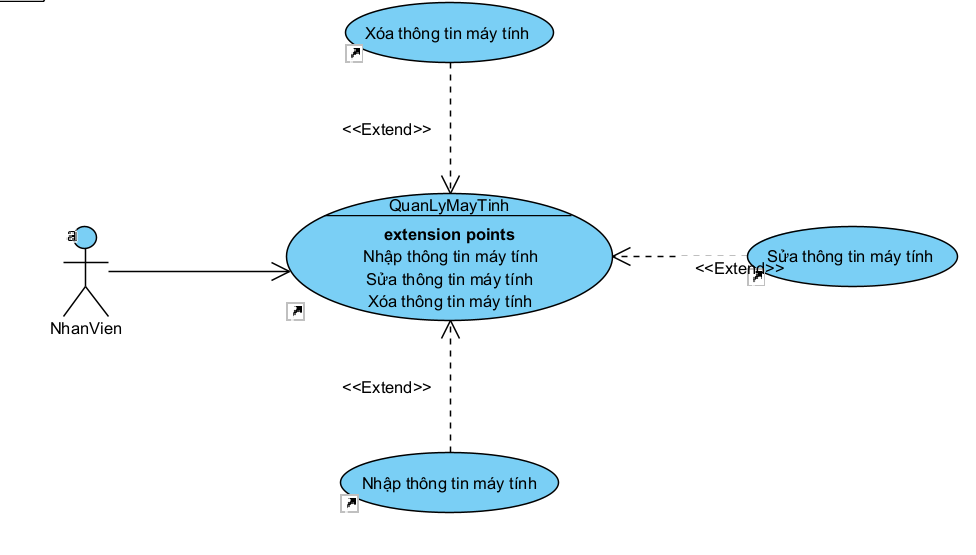 Xóa thông tin máy tính
<<Extend>>
QuanLyMayTinh
extension points
Nhập thông tin máy tính
Sửa thông tin máy tính
Xóa thông tin máy tính
a
NhanVien
Sửa thông tin máy tính
<<Extend>>
<<Extend>>
Nhập thông tin máy tính